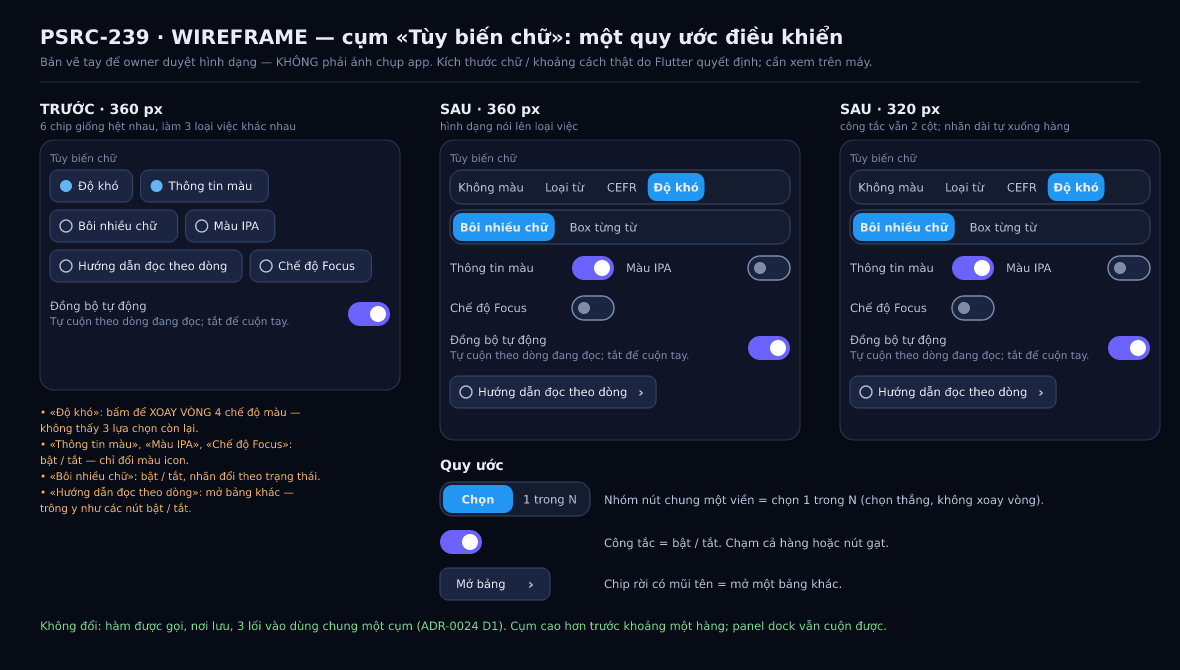 PSRC-239 · WIREFRAME — cụm «Tùy biến chữ»: một quy ước điều khiển
Bản vẽ tay để owner duyệt hình dạng — KHÔNG phải ảnh chụp app. Kích thước chữ / khoảng cách thật do Flutter quyết định; cần xem trên máy.
TRƯỚC · 360 px
6 chip giống hệt nhau, làm 3 loại việc khác nhau
Tùy biến chữ
Độ khó
Thông tin màu
Bôi nhiều chữ
Màu IPA
Hướng dẫn đọc theo dòng
Chế độ Focus
Đồng bộ tự động
Tự cuộn theo dòng đang đọc; tắt để cuộn tay.
• «Độ khó»: bấm để XOAY VÒNG 4 chế độ màu —
không thấy 3 lựa chọn còn lại.
• «Thông tin màu», «Màu IPA», «Chế độ Focus»:
bật / tắt — chỉ đổi màu icon.
• «Bôi nhiều chữ»: bật / tắt, nhãn đổi theo trạng thái.
• «Hướng dẫn đọc theo dòng»: mở bảng khác —
trông y như các nút bật / tắt.
SAU · 360 px
hình dạng nói lên loại việc
Tùy biến chữ
Không màu Loại từ CEFR Độ khó
Bôi nhiều chữ Box từng từ
Thông tin màu
Màu IPA
Chế độ Focus
Đồng bộ tự động
Tự cuộn theo dòng đang đọc; tắt để cuộn tay.
Hướng dẫn đọc theo dòng ›
SAU · 320 px
công tắc vẫn 2 cột; nhãn dài tự xuống hàng
Tùy biến chữ
Không màu Loại từ CEFR Độ khó
Bôi nhiều chữ Box từng từ
Thông tin màu
Màu IPA
Chế độ Focus
Đồng bộ tự động
Tự cuộn theo dòng đang đọc; tắt để cuộn tay.
Hướng dẫn đọc theo dòng ›
Quy ước
Chọn 1 trong N
Nhóm nút chung một viền = chọn 1 trong N (chọn thẳng, không xoay vòng).
Công tắc = bật / tắt. Chạm cả hàng hoặc nút gạt.
Mở bảng ›
Chip rời có mũi tên = mở một bảng khác.
Không đổi: hàm được gọi, nơi lưu, 3 lối vào dùng chung một cụm (ADR-0024 D1). Cụm cao hơn trước khoảng một hàng; panel dock vẫn cuộn được.